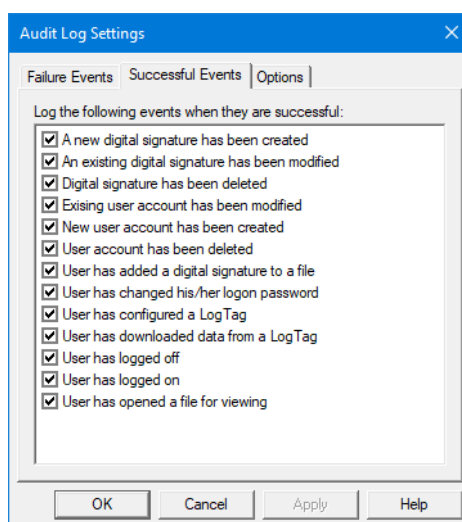 Audit Log Settings
Failure Events Successful Events Options
Log the following events when they are successful:
A new digital signature has been created
An existing digital signature has been modified
Digital signature has been deleted
Exising user account has been modified
New user account has been created
User account has been deleted
User has added a digital signature to a file
User has changed his/her logon password
User has configured a LogTag
User has downloaded data from a LogTag
User has logged off
User has logged on
User has opened a file for viewing
OK Cancel Apply Help